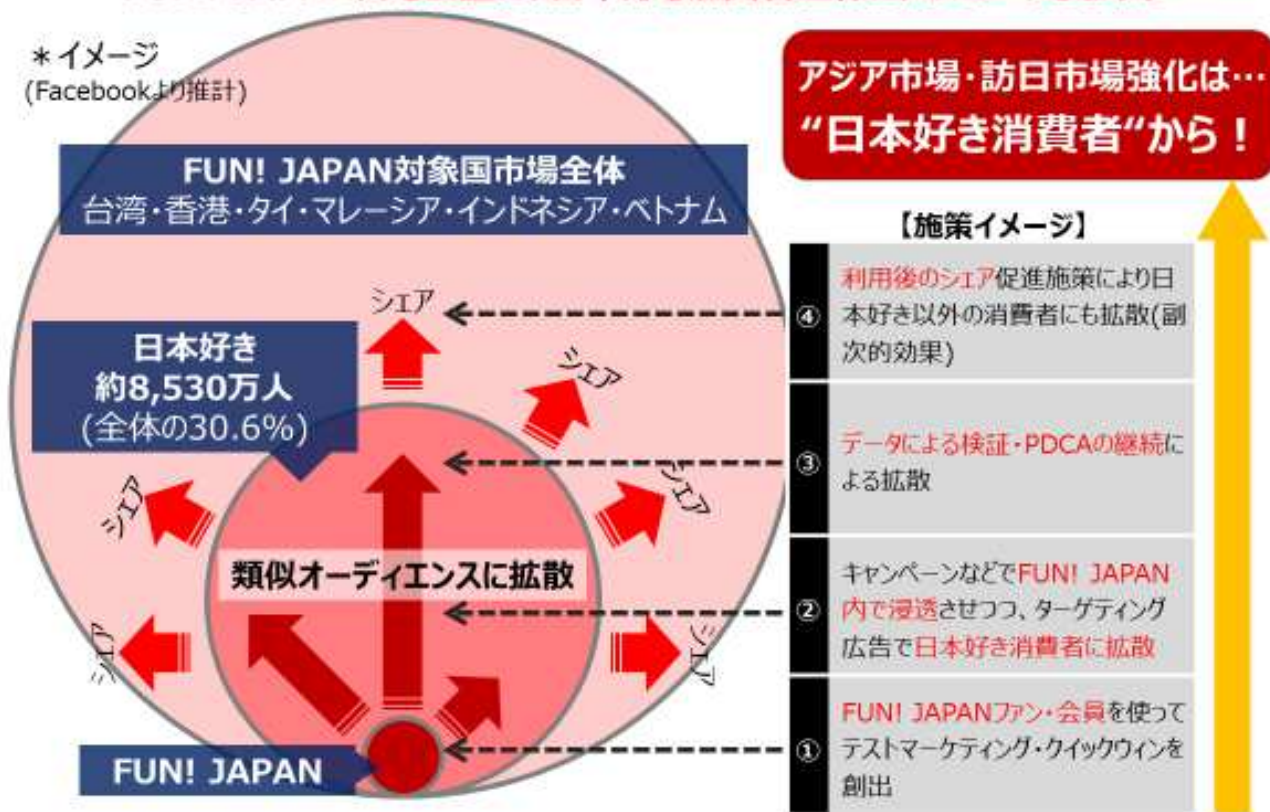 ＊イメージ
(Facebookより推計)
FUN! JAPAN対象国市場全体
台湾・香港・タイ・マレーシア・インドネシア・ベトナム
日本好き
約8,530万人
(全体の30.6%)
シェア
シェア
シェア
シェア
シェア
シェア
類似オーディエンスに拡散
FUN! JAPAN
アジア市場・訪日市場強化は…
“日本好き消費者“から！
【施策イメージ】
④
利用後のシェア促進施策により日
本好き以外の消費者にも拡散(副
次的効果)
③
データによる検証・PDCAの継続に
よる拡散
②
キャンペーンなどでFUN! JAPAN
内で浸透させつつ、ターゲティング
広告で日本好き消費者に拡散
①
FUN! JAPANファン・会員を使って
テストマーケティング・クイックウィンを
創出